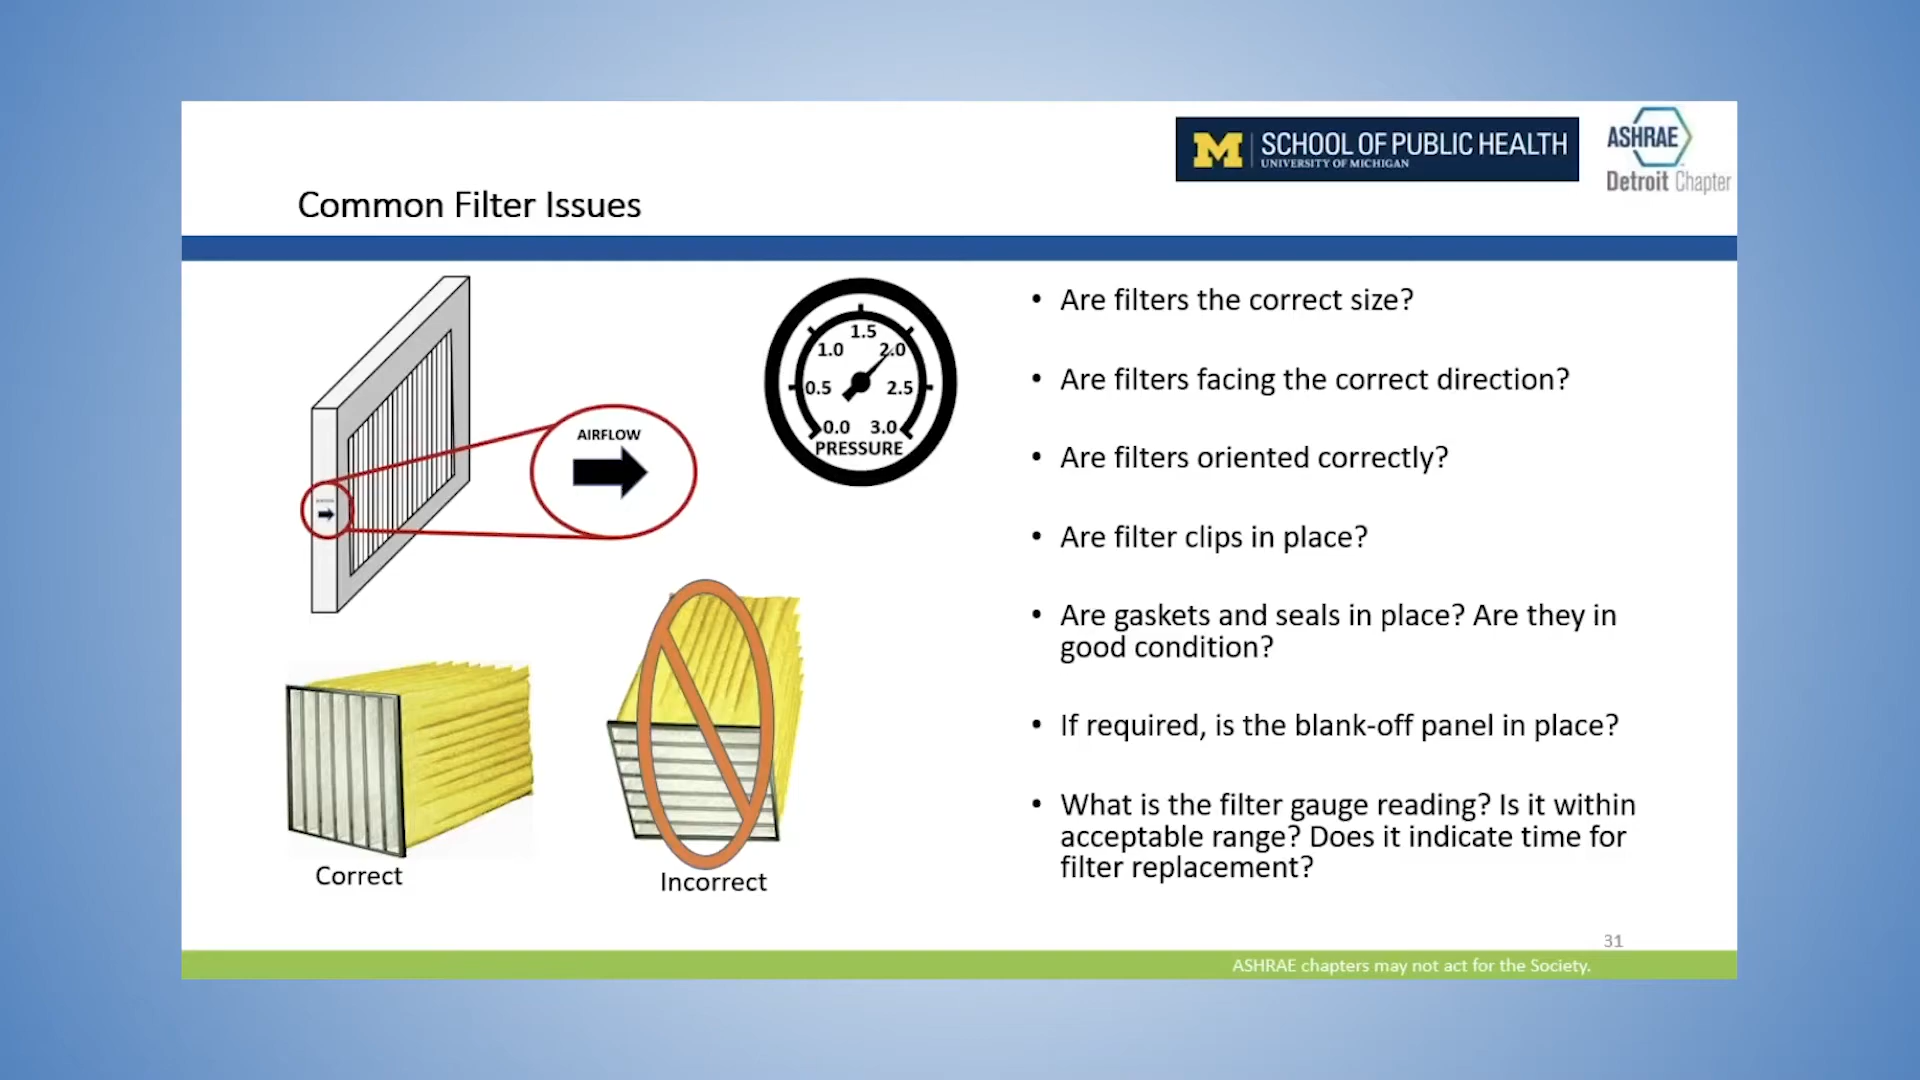 M SCHOOL OF PUBLIC HEALTH
UNIVERSITY OF MICHIGAN
ASHRAE
Detroit Chapter
Common Filter Issues
AIRFLOW
1.5
1.0
2.0
0.5
2.5
0.0
3.0
PRESSURE
Correct
Incorrect
• Are filters the correct size?
• Are filters facing the correct direction?
• Are filters oriented correctly?
• Are filter clips in place?
• Are gaskets and seals in place? Are they in
good condition?
• If required, is the blank-off panel in place?
• What is the filter gauge reading? Is it within
acceptable range? Does it indicate time for
filter replacement?
31
ASHRAE chapters may not act for the Society.